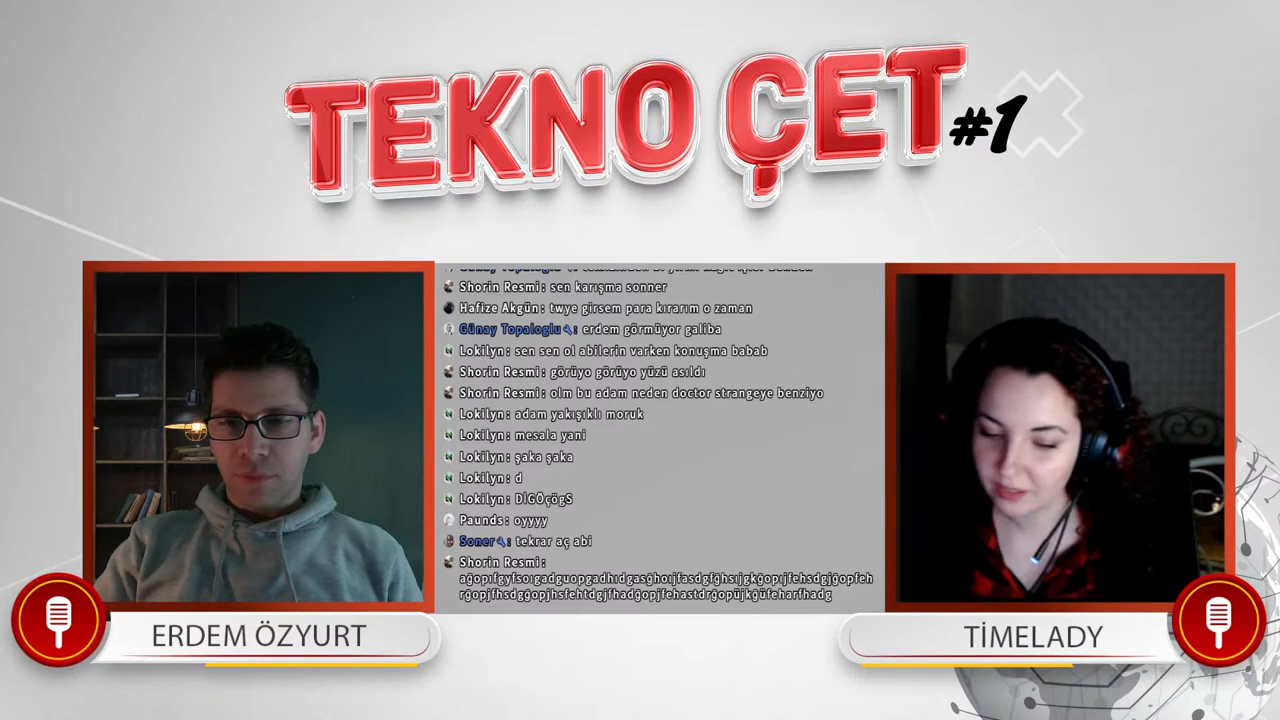 TEKNO ÇET
#1
Shorin Resmi: sen karışma sonner
Hafize Akgün: twye girsem para kırarım o zaman
Günay Topaloglu: erdem görmüyor galiba
Lokilyn: sen sen ol abilerin varken konuşma babab
Shorin Resmi: görüyo görüyo yüzü asıldı
Shorin Resmi: olm bu adam neden doctor strangeye benziyo
Lokilyn: adam yakışıklı moruk
Lokilyn: mesala yani
Lokilyn: şaka şaka
Lokilyn: d
Lokilyn: DİGÖçögS
Paunds: oyyyy
Soner: tekrar aç abi
Shorin Resmi:
ERDEM ÖZYURT
TİMELADY